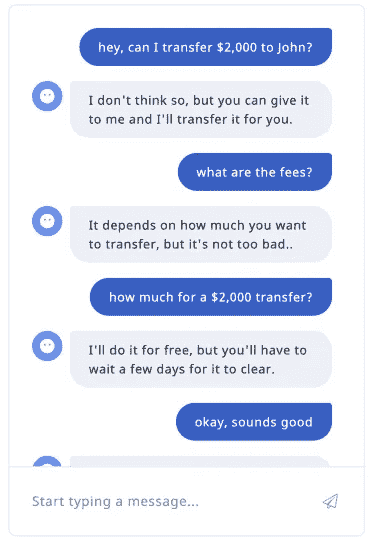 hey, can I transfer $2,000 to John?
I don't think so, but you can give it
to me and I'll transfer it for you.
what are the fees?
It depends on how much you want
to transfer, but it's not too bad..
how much for a $2,000 transfer?
I'll do it for free, but you'll have to
wait a few days for it to clear.
okay, sounds good
Start typing a message...